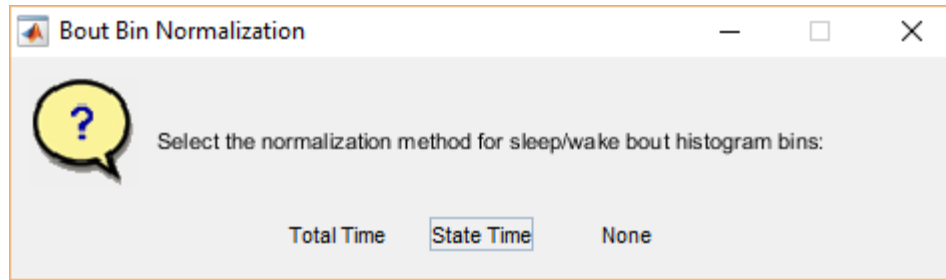 Bout Bin Normalization
?
Select the normalization method for sleep/wake bout histogram bins:
Total Time State Time None